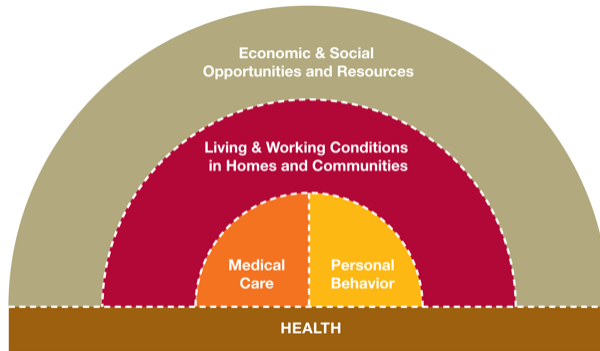 Economic & Social
Opportunities and Resources
Living & Working Conditions
in Homes and Communities
Medical
Care
Personal
Behavior
HEALTH